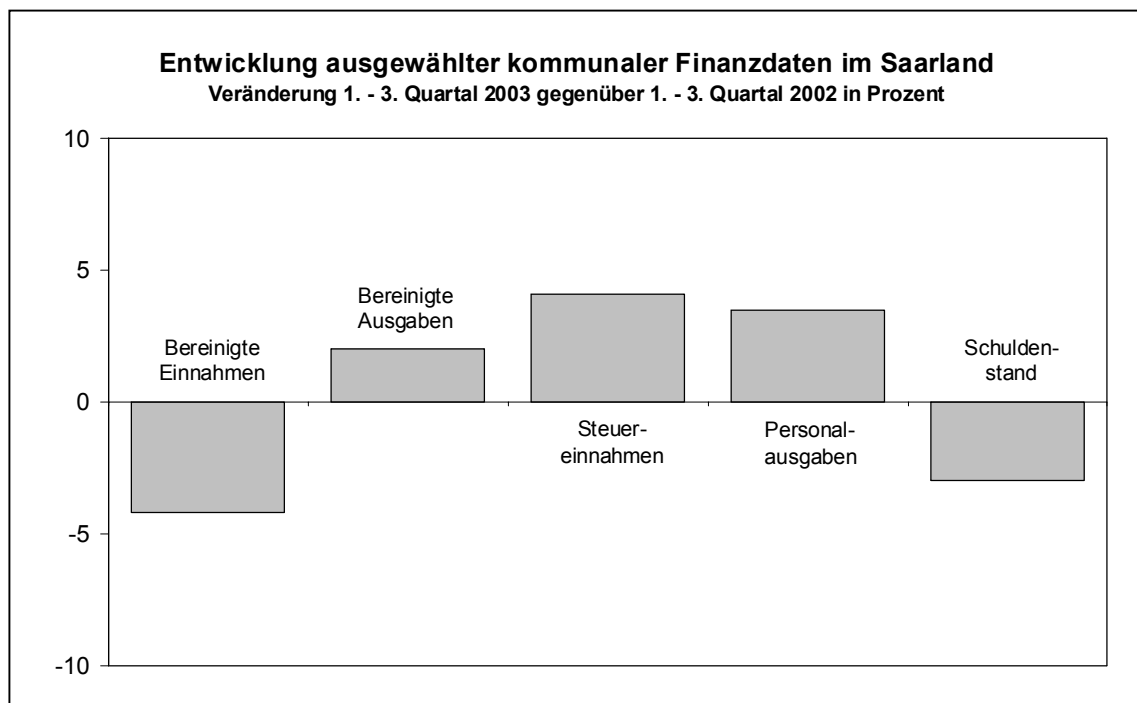 Entwicklung ausgewählter kommunaler Finanzdaten im Saarland
Veränderung 1. - 3. Quartal 2003 gegenüber 1. - 3. Quartal 2002 in Prozent
10
5
0
-5
-10
Bereinigte
Einnahmen
Bereinigte
Ausgaben
Steuer-
einnahmen
Personal-
ausgaben
Schulden-
stand